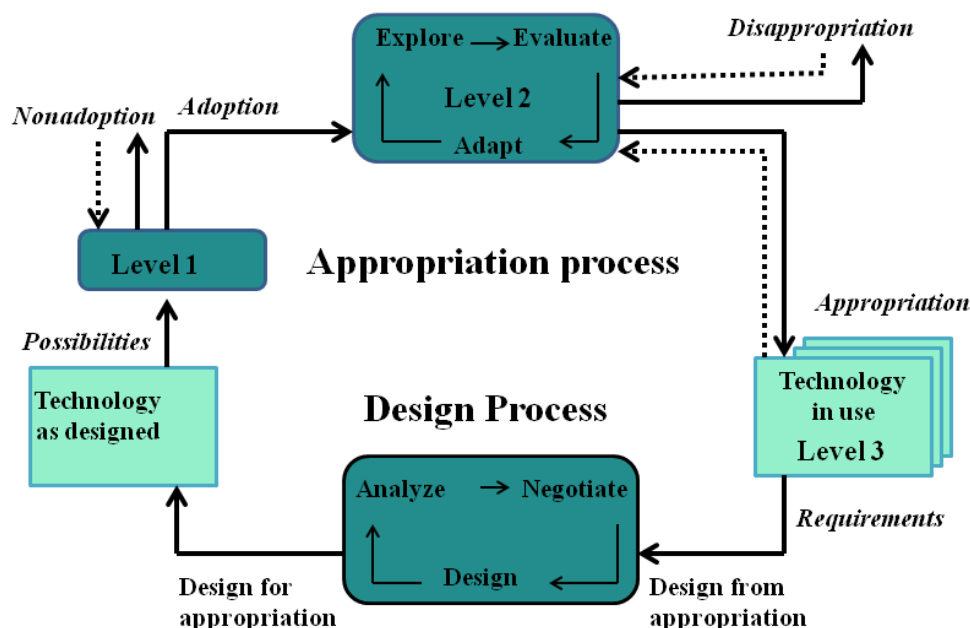 Explore Evaluate
Level 2
Adapt
Disappropriation
Nonadoption
Adoption
Level 1
Appropriation process
Possibilities
Appropriation
Technology
as designed
Technology
in use
Level 3
Design Process
Analyze Negotiate
Design
Requirements
Design for
appropriation
Design from
appropriation